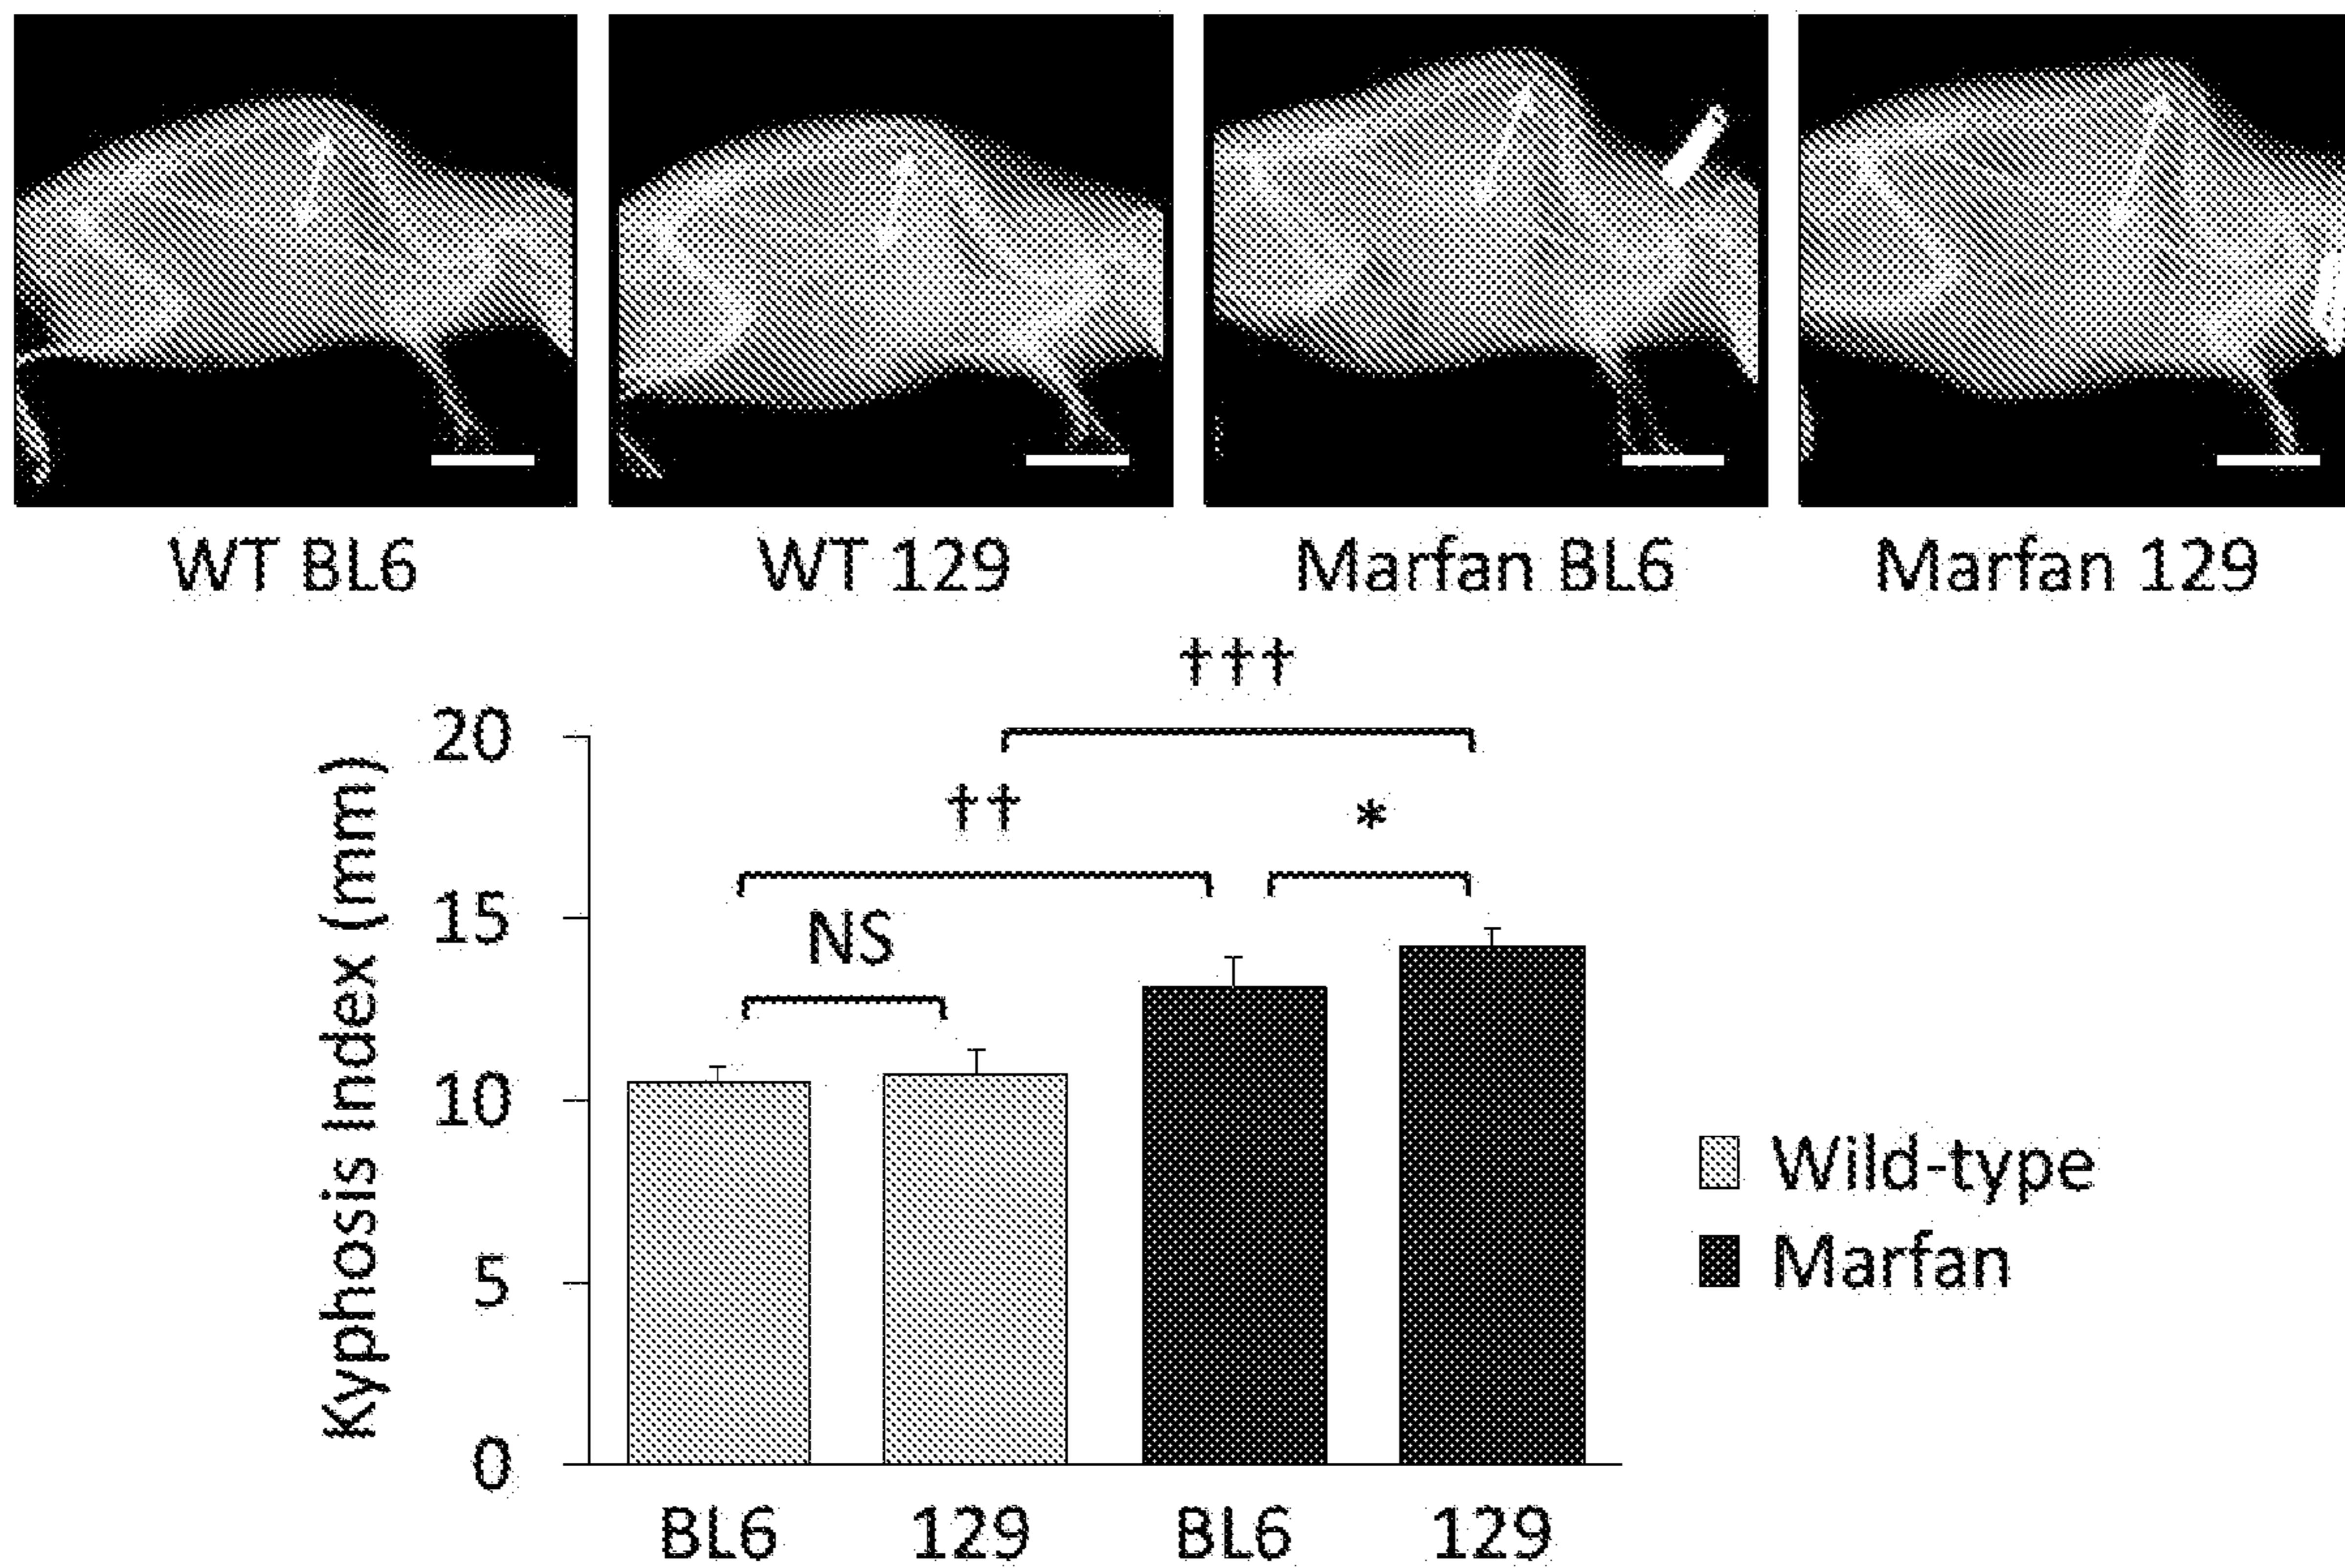 WT BL6
WT 129
Marfan BL6
Marfan 129
†††
20
††
*
15
NS
10
5
0
Kyphosis Index (mm)
Wild-type
Marfan
BL6
129
BL6
129